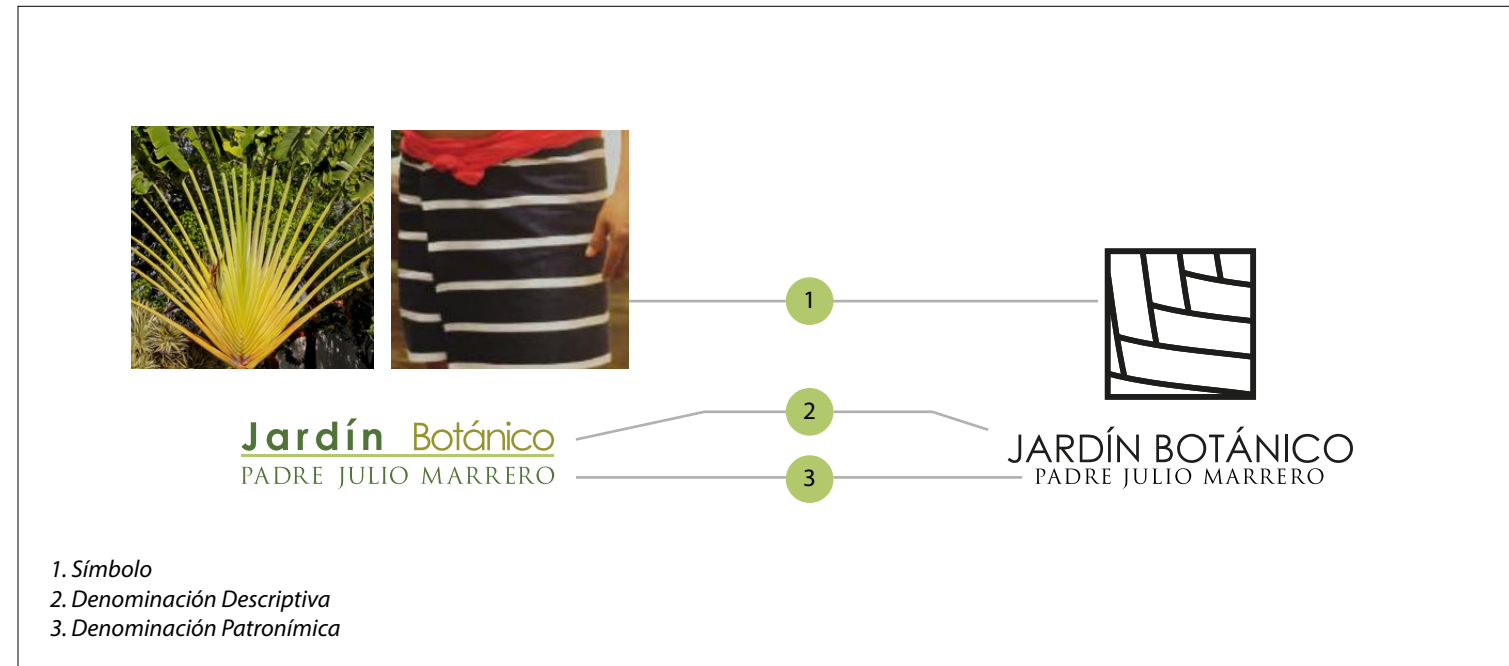 1
2
Jardín Botánico
PADRE JULIO MARRERO
3
JARDÍN BOTÁNICO
PADRE JULIO MARRERO
1. Símbolo
2. Denominación Descriptiva
3. Denominación Patronímica